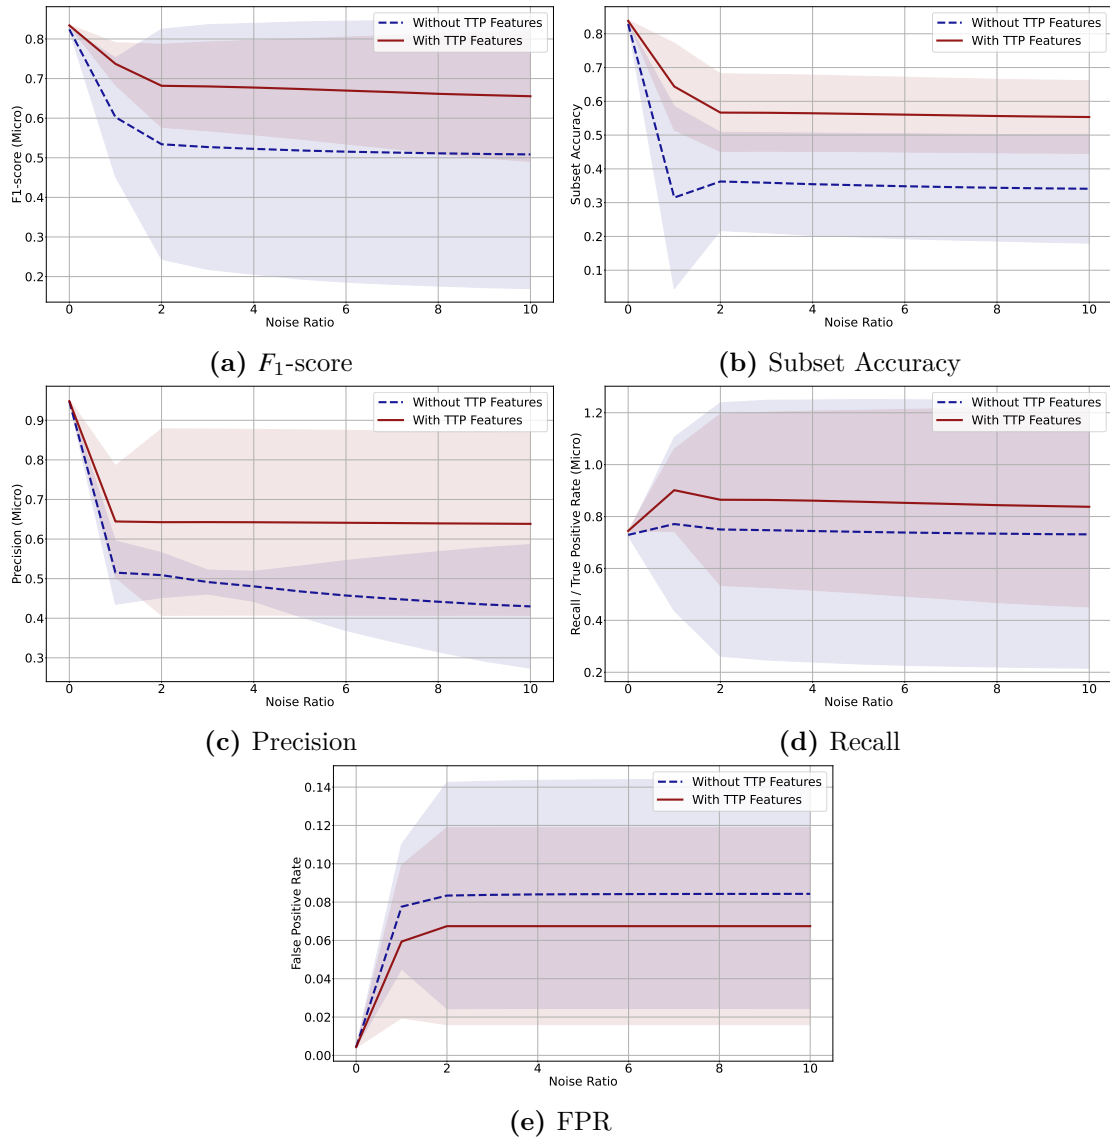 Without TTP Features
With TTP Features
F1-score (Micro)
0.8
0.7
0.6
0.5
0.4
0.3
0.2
0 2 4 6 8 10
Noise Ratio
(a) F₁-score
Without TTP Features
With TTP Features
Subset Accuracy
0.8
0.7
0.6
0.5
0.4
0.3
0.2
0.1
0 2 4 6 8 10
Noise Ratio
(b) Subset Accuracy
Without TTP Features
With TTP Features
Precision (Micro)
0.9
0.8
0.7
0.6
0.5
0.4
0.3
0 2 4 6 8 10
Noise Ratio
(c) Precision
Without TTP Features
With TTP Features
Recall / True Positive Rate (Micro)
1.2
1.0
0.8
0.6
0.4
0.2
0 2 4 6 8 10
Noise Ratio
(d) Recall
Without TTP Features
With TTP Features
False Positive Rate
0.14
0.12
0.10
0.08
0.06
0.04
0.02
0.00
0 2 4 6 8 10
Noise Ratio
(e) FPR